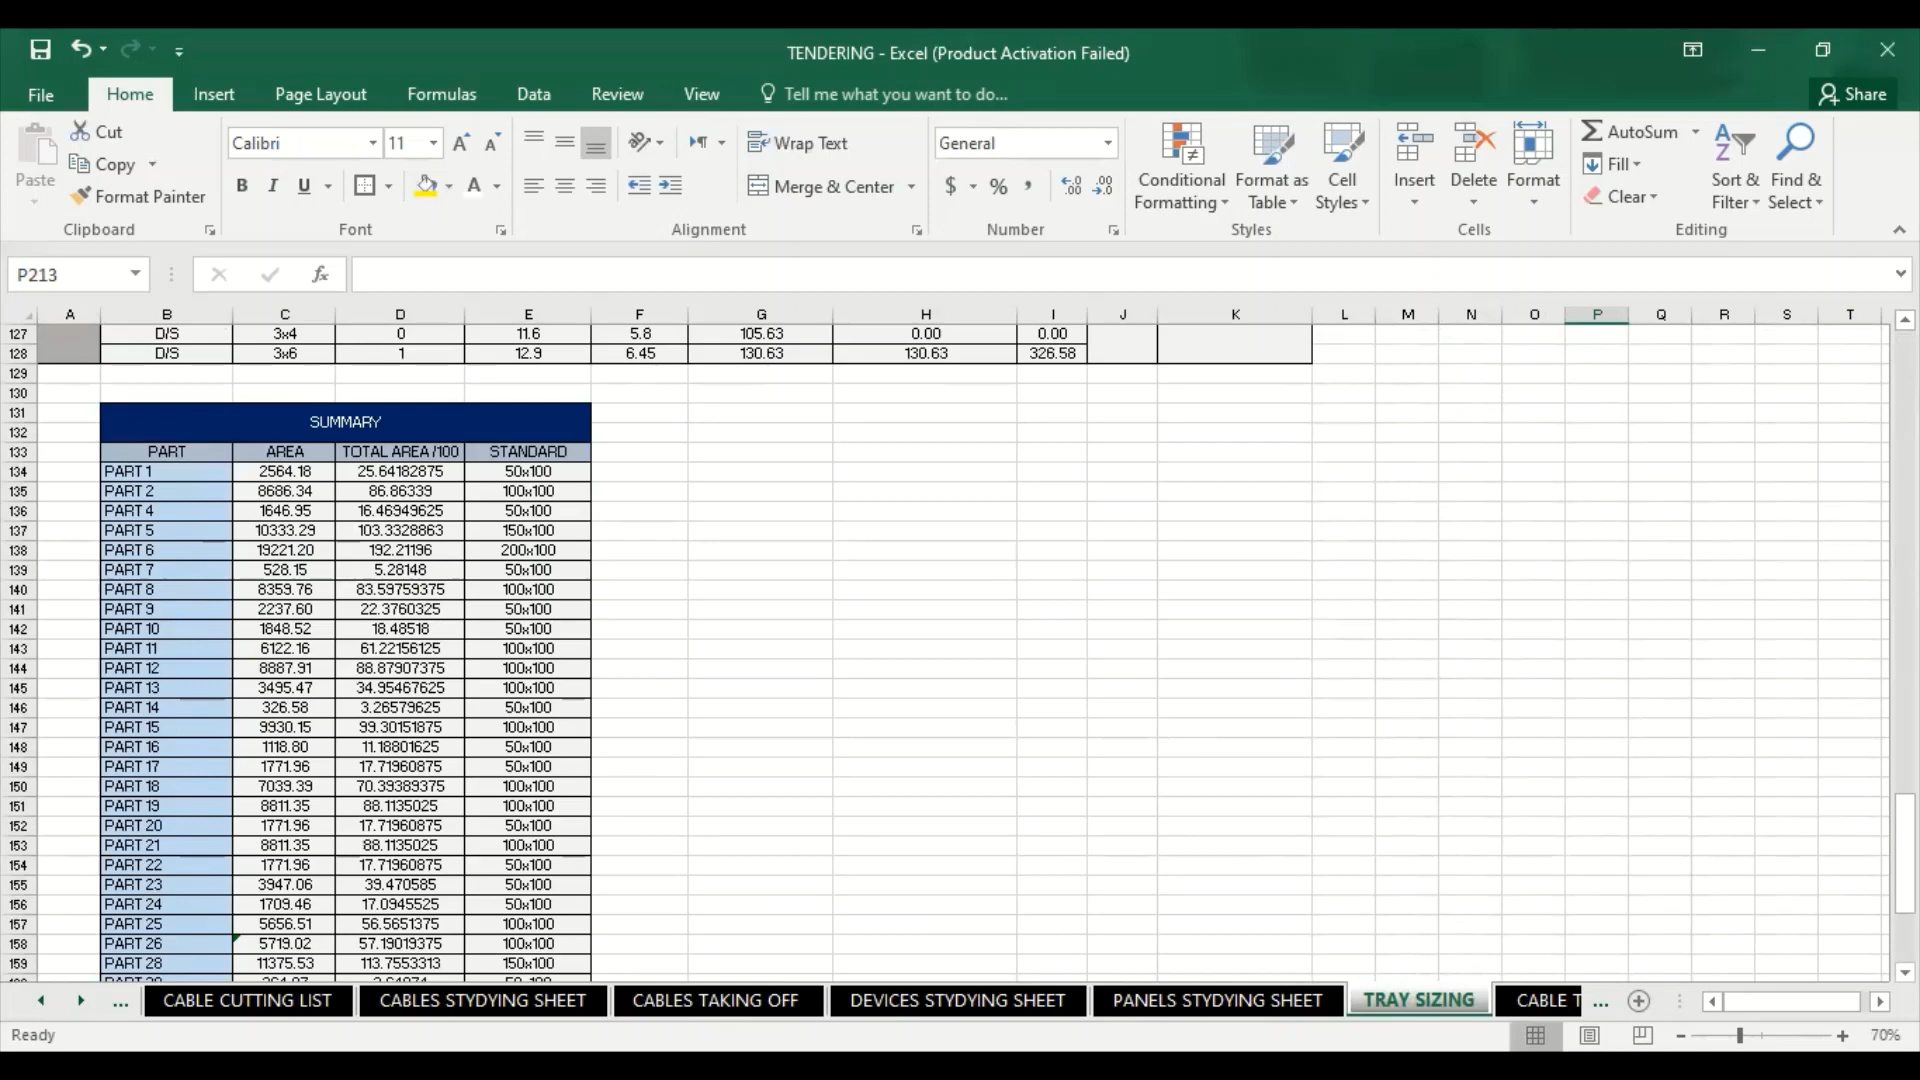 TENDERING - Excel (Product Activation Failed)
File Home Insert Page Layout Formulas Data Review View Tell me what you want to do... Share
Cut
Copy
Format Painter
Paste
Clipboard
Calibri 11
B I U
Font
Wrap Text
Merge & Center
Alignment
General
$ % ,
Number
Conditional Formatting
Format as Table
Cell Styles
Styles
Insert Delete Format
Cells
AutoSum
Fill
Clear
Sort & Filter
Find & Select
Editing
P213 fx
A B C D E F G H I J K L M N O P Q R S T
127 D/S 3x4 0 11.6 5.8 105.63 0.00 0.00
128 D/S 3x6 1 12.9 6.45 130.63 130.63 326.58
129
130
131
SUMMARY
132
133 PART AREA TOTAL AREA /100 STANDARD
134 PART 1 2564.18 25.64182875 50x100
135 PART 2 8686.34 86.86339 100x100
136 PART 4 1646.95 16.46949625 50x100
137 PART 5 10333.29 103.3328863 150x100
138 PART 6 19221.20 192.21196 200x100
139 PART 7 528.15 5.28148 50x100
140 PART 8 8359.76 83.59759375 100x100
141 PART 9 2237.60 22.3760325 50x100
142 PART 10 1848.52 18.48518 50x100
143 PART 11 6122.16 61.22156125 100x100
144 PART 12 8887.91 88.87907375 100x100
145 PART 13 3495.47 34.95467625 100x100
146 PART 14 326.58 3.26579625 50x100
147 PART 15 9930.15 99.30151875 100x100
148 PART 16 1118.80 11.18801625 50x100
149 PART 17 1771.96 17.71960875 50x100
150 PART 18 7039.39 70.39389375 100x100
151 PART 19 8811.35 88.1135025 100x100
152 PART 20 1771.96 17.71960875 50x100
153 PART 21 8811.35 88.1135025 100x100
154 PART 22 1771.96 17.71960875 50x100
155 PART 23 3947.06 39.470585 50x100
156 PART 24 1709.46 17.0945525 50x100
157 PART 25 5656.51 56.5651375 100x100
158 PART 26 5719.02 57.19019375 100x100
159 PART 28 11375.53 113.7553313 150x100
... CABLE CUTTING LIST CABLES STYDYING SHEET CABLES TAKING OFF DEVICES STYDYING SHEET PANELS STYDYING SHEET TRAY SIZING CABLE T ...
Ready 70%